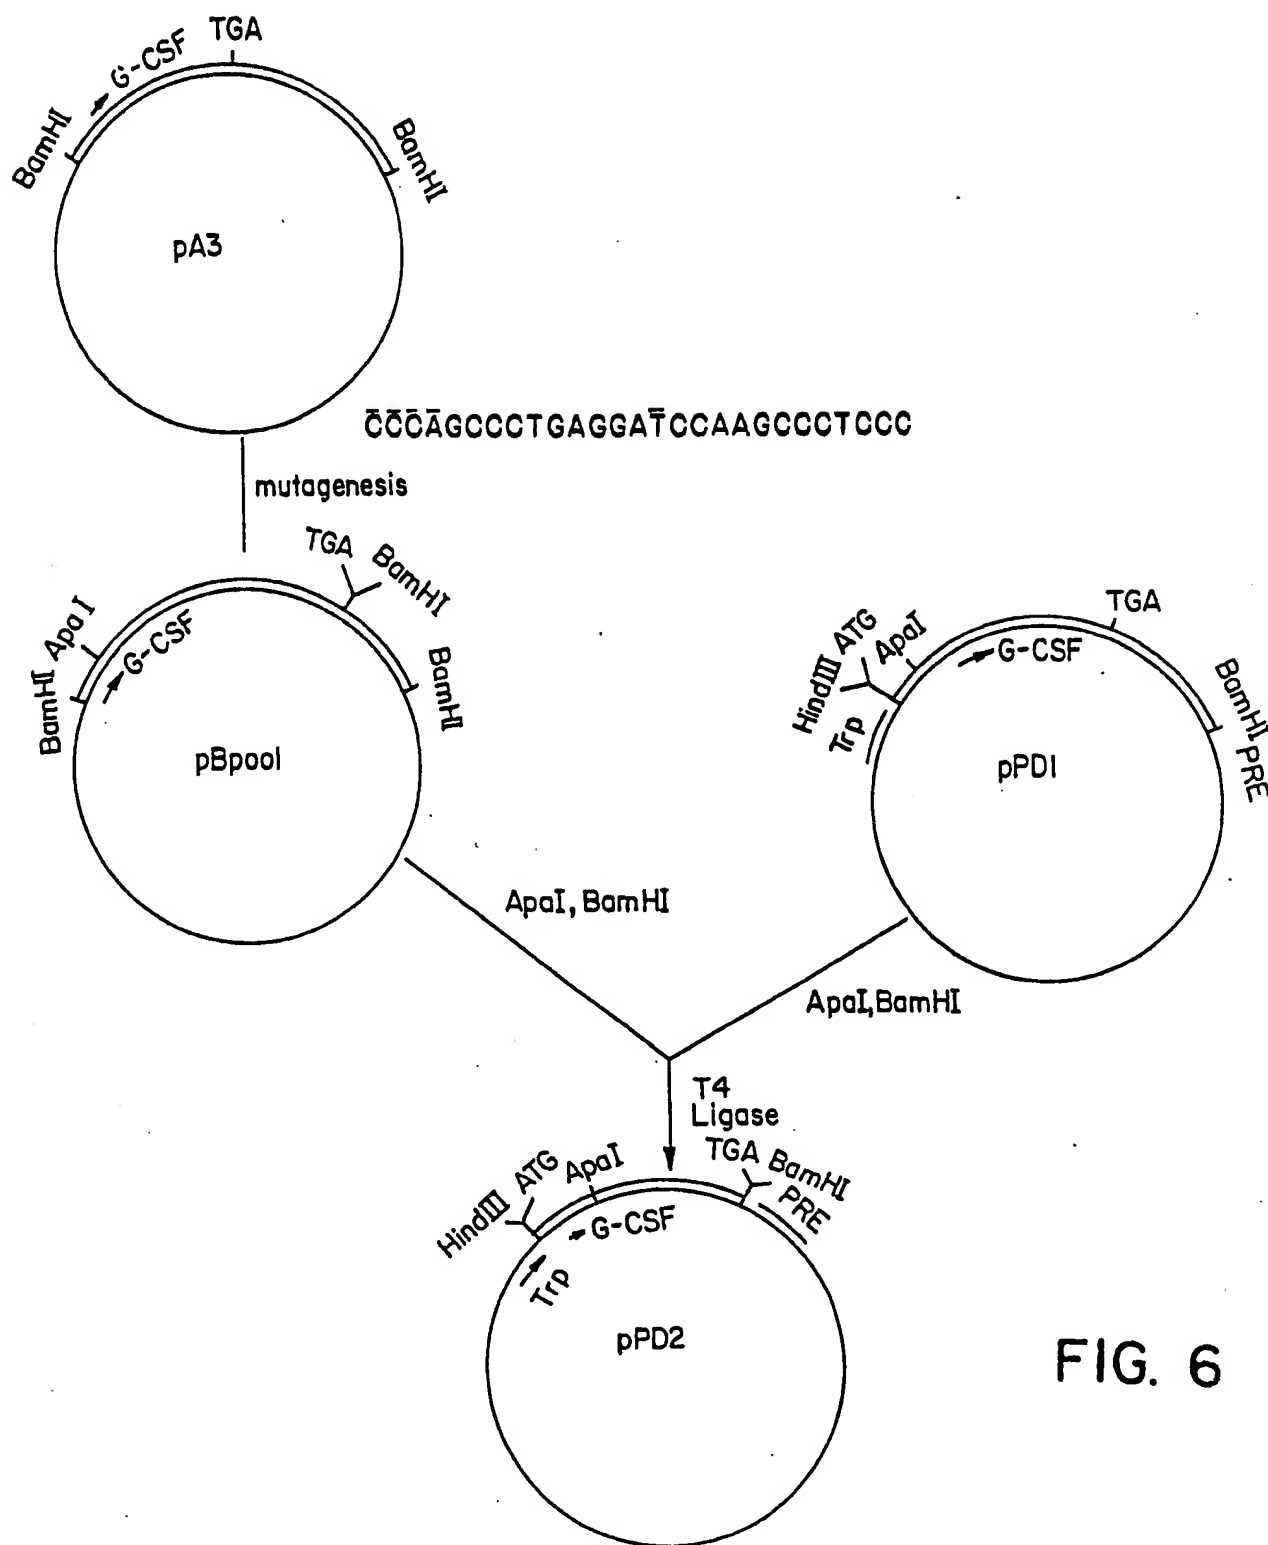 TGA
G-CSF
BamHI
BamHI
pA3
C̄C̄C̄ĀGCCCTGAGGAT̄CCAAGCCCTCCC
mutagenesis
TGA
BamHI
ApaI
BamHI
G-CSF
BamHI
pBpool
TGA
ATG
ApaI
HindIII
G-CSF
Trp
BamHI
PRE
pPD1
ApaI, BamHI
ApaI,BamHI
T4
Ligase
TGA
BamHI
ApaI
ATG
HindIII
PRE
G-CSF
Trp
pPD2
FIG. 6